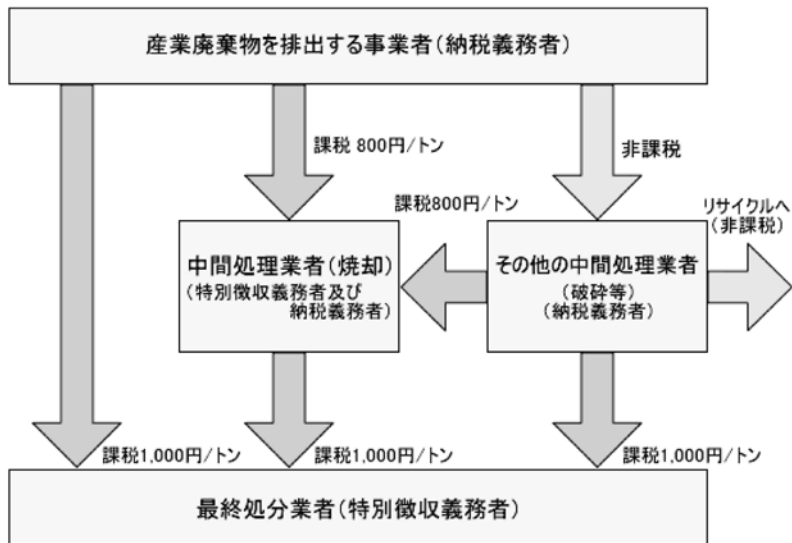 産業廃棄物を排出する事業者(納税義務者)
課税 800円/トン
非課税
課税800円/トン
リサイクルへ
(非課税)
中間処理業者(焼却)
(特別徴収義務者及び
納税義務者)
その他の中間処理業者
(破砕等)
(納税義務者)
課税1,000円/トン
課税1,000円/トン
課税1,000円/トン
最終処分業者(特別徴収義務者)